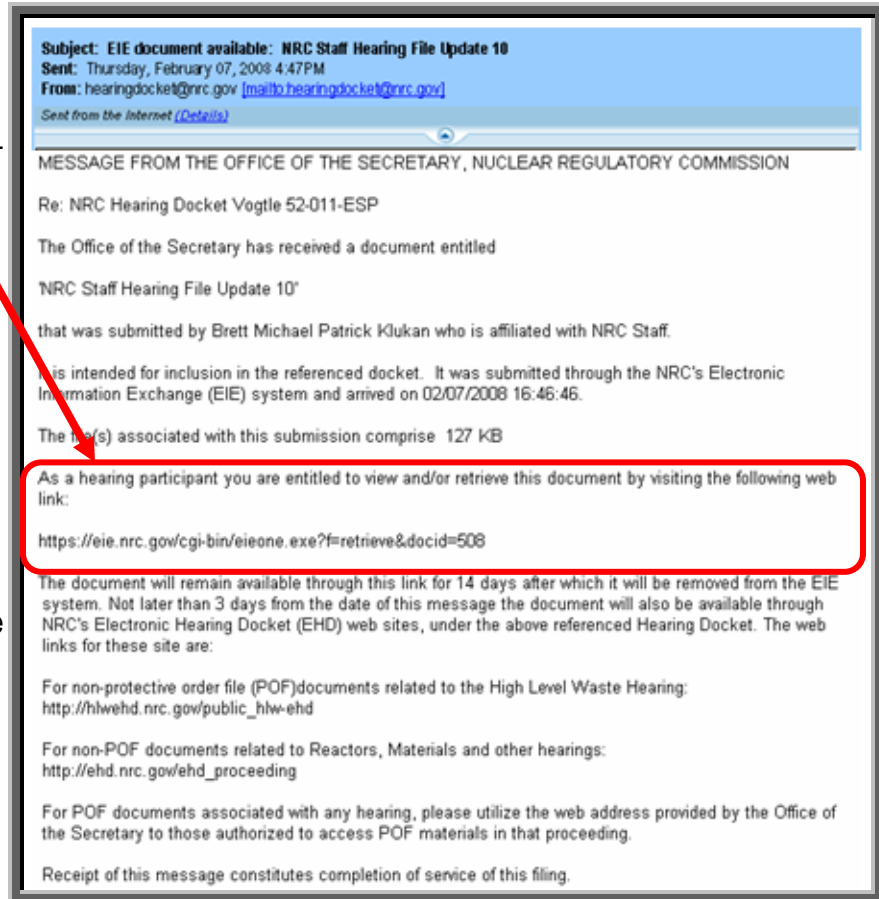 Subject: EIE document available: NRC Staff Hearing File Update 10
Sent: Thursday, February 07, 2008 4:47PM
From: hearingdocket@nrc.gov [mailto:hearingdocket@nrc.gov]
Sent from the Internet (Details)
MESSAGE FROM THE OFFICE OF THE SECRETARY, NUCLEAR REGULATORY COMMISSION
Re: NRC Hearing Docket Vogtle 52-011-ESP
The Office of the Secretary has received a document entitled
'NRC Staff Hearing File Update 10'
that was submitted by Brett Michael Patrick Klukan who is affiliated with NRC Staff.
is intended for inclusion in the referenced docket. It was submitted through the NRC's Electronic
Information Exchange (EIE) system and arrived on 02/07/2008 16:46:46.
The file(s) associated with this submission comprise 127 KB
As a hearing participant you are entitled to view and/or retrieve this document by visiting the following web
link:
https://eie.nrc.gov/cgi-bin/eieone.exe?f=retrieve&docid=508
The document will remain available through this link for 14 days after which it will be removed from the EIE
system. Not later than 3 days from the date of this message the document will also be available through
NRC's Electronic Hearing Docket (EHD) web sites, under the above referenced Hearing Docket. The web
links for these site are:
For non-protective order file (POF)documents related to the High Level Waste Hearing:
http://hlwehd.nrc.gov/public_hlw-ehd
For non-POF documents related to Reactors, Materials and other hearings:
http://ehd.nrc.gov/ehd_proceeding
For POF documents associated with any hearing, please utilize the web address provided by the Office of
the Secretary to those authorized to access POF materials in that proceeding.
Receipt of this message constitutes completion of service of this filing.